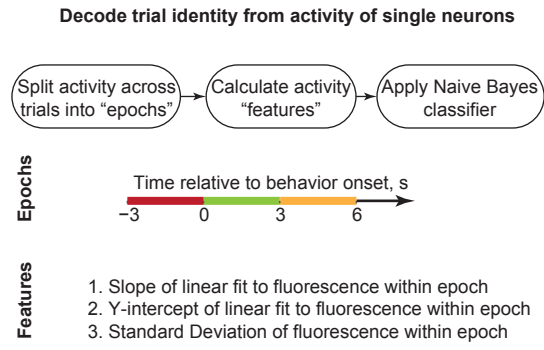 Decode trial identity from activity of single neurons
Split activity across
trials into “epochs”
Calculate activity
“features”
Apply Naive Bayes
classifier
Epochs
Time relative to behavior onset, s
−3 0 3 6
Features
1. Slope of linear fit to fluorescence within epoch
2. Y-intercept of linear fit to fluorescence within epoch
3. Standard Deviation of fluorescence within epoch